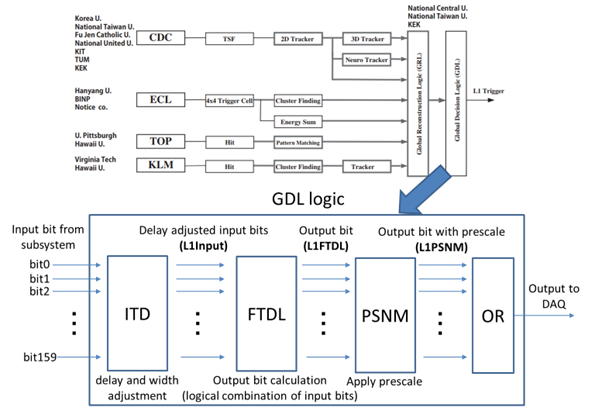 Korea U.
National Taiwan U.
Fu Jen Catholic U.
National United U.
KIT
TUM
KEK
CDC
TSF
2D Tracker
3D Tracker
Neuro Tracker
National Central U.
National Taiwan U.
KEK
Global Reconstruction Logic (GRL)
Global Decision Logic (GDL)
L1 Trigger
Hanyang U.
BINP
Notice co.
ECL
4x4 Trigger Cell
Cluster Finding
Energy Sum
U. Pittsburgh
Hawaii U.
TOP
Hit
Pattern Matching
Virginia Tech
Hawaii U.
KLM
Hit
Cluster Finding
Tracker
GDL logic
Input bit from
subsystem
Delay adjusted input bits
(L1Input)
Output bit
(L1FTDL)
Output bit with prescale
(L1PSNM)
bit0
bit1
bit2
bit159
ITD
FTDL
PSNM
OR
Output to
DAQ
delay and width
adjustment
Output bit calculation
(logical combination of input bits)
Apply prescale